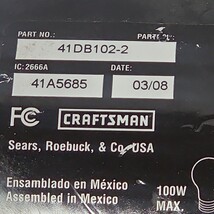 PART NO.:
41DB102-2
IC: 2666A
DATE:
41A5685
03/08
FC
CRAFTSMAN
Sears, Roebuck, & Co. USA
Ensamblado en México
Assembled in Mexico
100W
MAX.